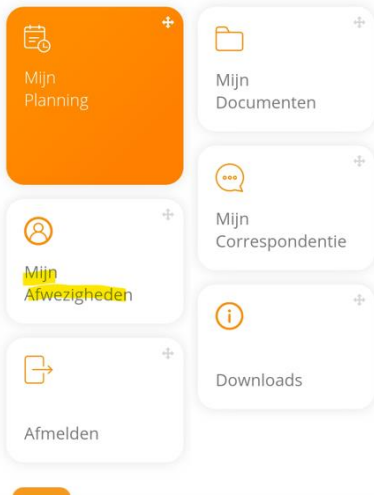 Mijn
Planning
Mijn
Documenten
Mijn
Correspondentie
Mijn
Afwezigheden
Downloads
Afmelden